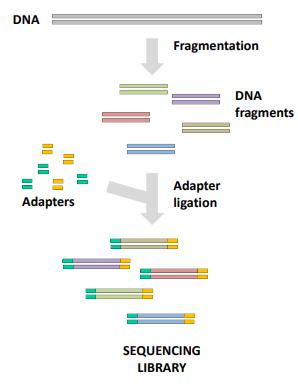 DNA
Fragmentation
DNA
fragments
Adapters
Adapter
ligation
SEQUENCING
LIBRARY